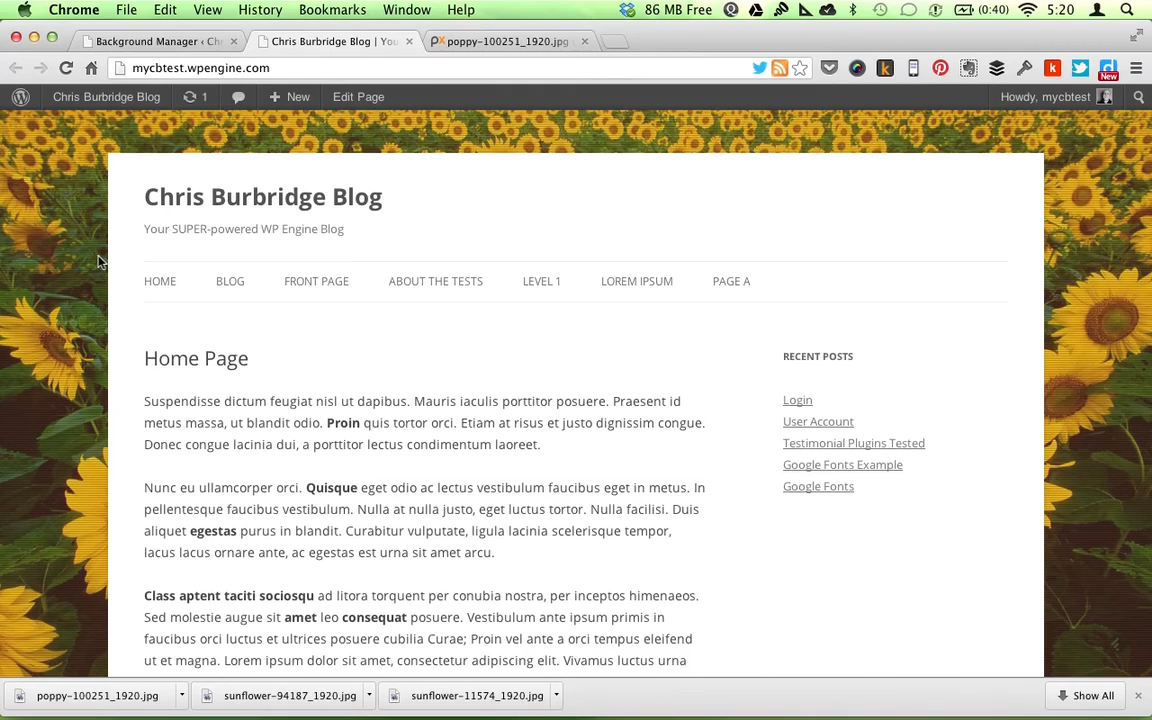 Chrome File Edit View History Bookmarks Window Help 86 MB Free (0:40) 5:20
Background Manager ‹ Ch Chris Burbridge Blog | You poppy-100251_1920.jpg
mycbtest.wpengine.com New
Chris Burbridge Blog 1 New Edit Page Howdy, mycbtest
Chris Burbridge Blog
Your SUPER-powered WP Engine Blog
HOME BLOG FRONT PAGE ABOUT THE TESTS LEVEL 1 LOREM IPSUM PAGE A
Home Page
Suspendisse dictum feugiat nisl ut dapibus. Mauris iaculis porttitor posuere. Praesent id
metus massa, ut blandit odio. Proin quis tortor orci. Etiam at risus et justo dignissim congue.
Donec congue lacinia dui, a porttitor lectus condimentum laoreet.
Nunc eu ullamcorper orci. Quisque eget odio ac lectus vestibulum faucibus eget in metus. In
pellentesque faucibus vestibulum. Nulla at nulla justo, eget luctus tortor. Nulla facilisi. Duis
aliquet egestas purus in blandit. Curabitur vulputate, ligula lacinia scelerisque tempor,
lacus lacus ornare ante, ac egestas est urna sit amet arcu.
Class aptent taciti sociosqu ad litora torquent per conubia nostra, per inceptos himenaeos.
Sed molestie augue sit amet leo consequat posuere. Vestibulum ante ipsum primis in
faucibus orci luctus et ultrices posuere cubilia Curae; Proin vel ante a orci tempus eleifend
ut et magna. Lorem ipsum dolor sit amet, consectetur adipiscing elit. Vivamus luctus urna
RECENT POSTS
Login
User Account
Testimonial Plugins Tested
Google Fonts Example
Google Fonts
poppy-100251_1920.jpg sunflower-94187_1920.jpg sunflower-11574_1920.jpg Show All